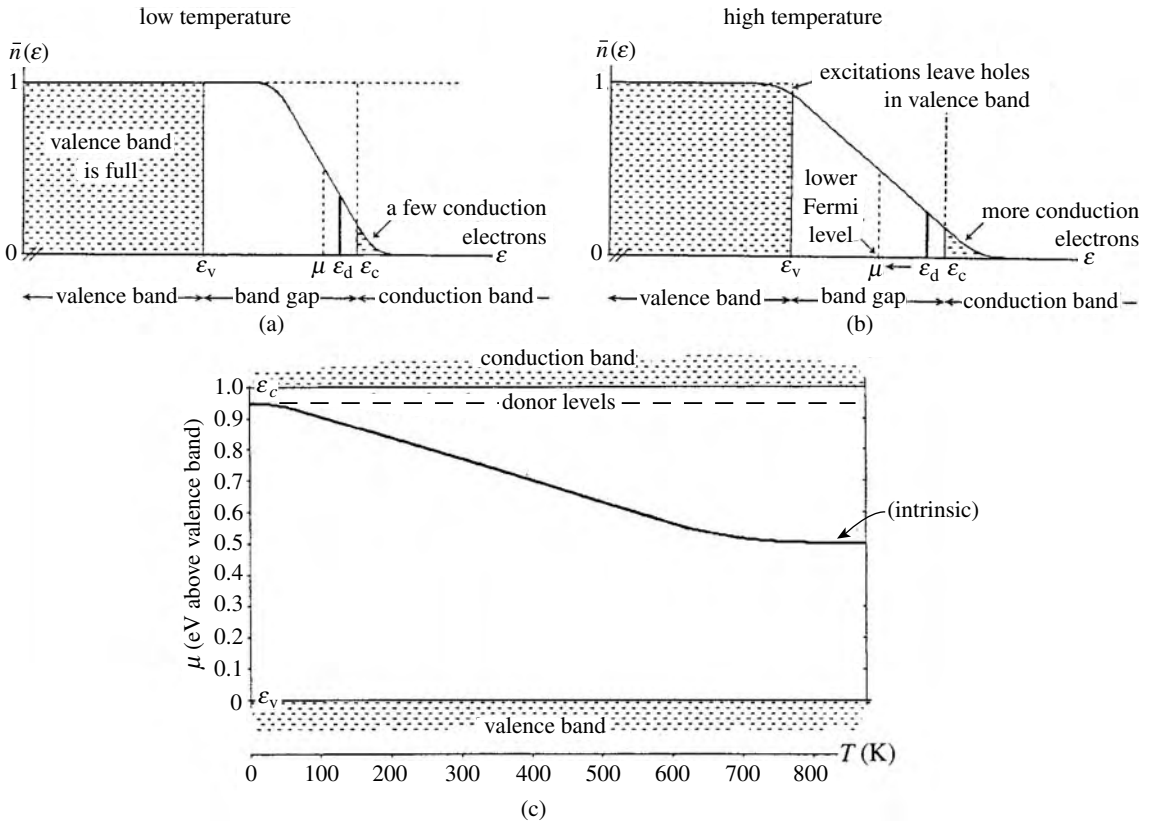 low temperature
high temperature
n̄(ε)
1
valence band
is full
a few conduction
electrons
0
ε_v
μ
ε_d
ε_c
ε
valence band
band gap
conduction band
(a)
n̄(ε)
1
excitations leave holes
in valence band
lower
Fermi
level
more conduction
electrons
0
ε_v
μ
ε_d
ε_c
ε
valence band
band gap
conduction band
(b)
conduction band
1.0
ε_c
donor levels
0.9
0.8
0.7
0.6
0.5
(intrinsic)
0.4
0.3
0.2
0.1
0
ε_v
μ (eV above valence band)
valence band
T (K)
0 100 200 300 400 500 600 700 800
(c)